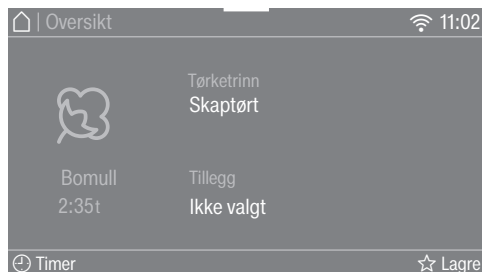 | Oversikt
11:02
Tørketrinn
Skaptørt
Bomull
2:35t
Tillegg
Ikke valgt
Timer
Lagre